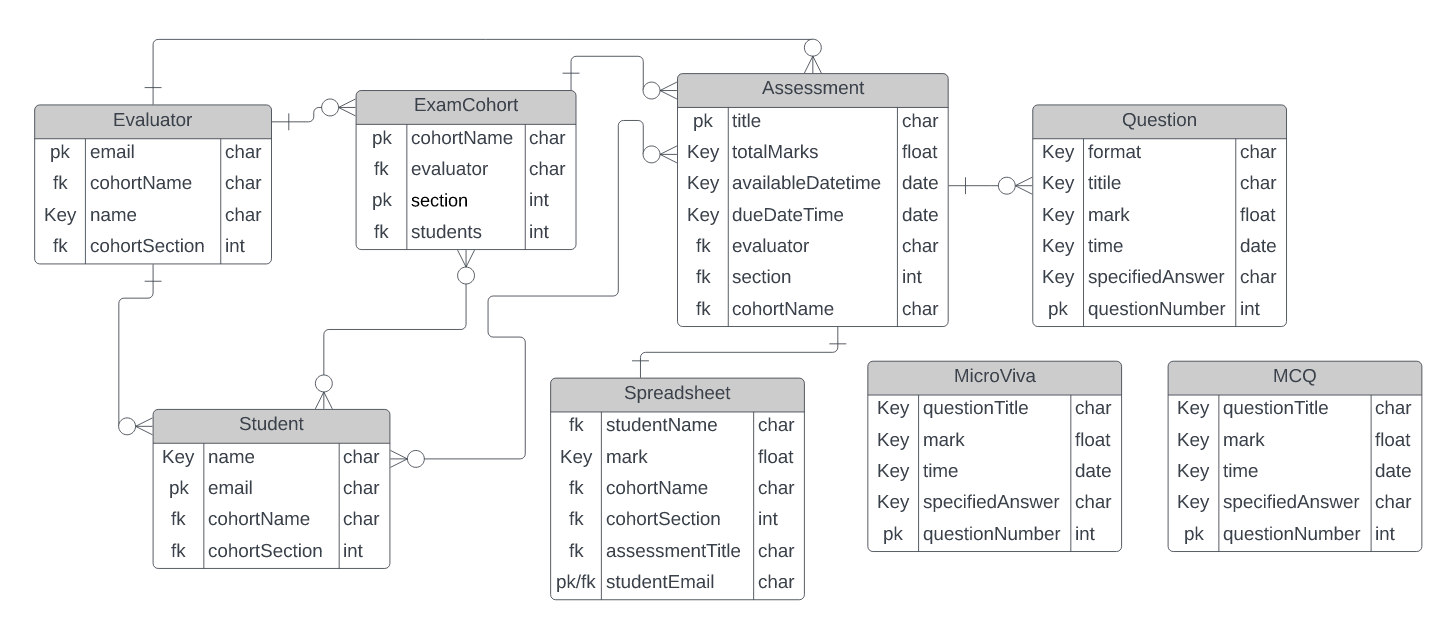 Evaluator
pk email char
fk cohortName char
Key name char
fk cohortSection int
ExamCohort
pk cohortName char
fk evaluator char
pk section int
fk students int
Assessment
pk title char
Key totalMarks float
Key availableDatetime date
Key dueDateTime date
fk evaluator char
fk section int
fk cohortName char
Question
Key format char
Key titile char
Key mark float
Key time date
Key specifiedAnswer char
pk questionNumber int
Student
Key name char
pk email char
fk cohortName char
fk cohortSection int
Spreadsheet
fk studentName char
Key mark float
fk cohortName char
fk cohortSection int
fk assessmentTitle char
pk/fk studentEmail char
MicroViva
Key questionTitle char
Key mark float
Key time date
Key specifiedAnswer char
pk questionNumber int
MCQ
Key questionTitle char
Key mark float
Key time date
Key specifiedAnswer char
pk questionNumber int